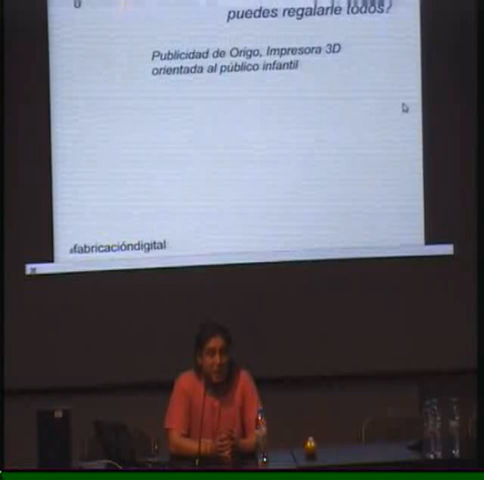 puedes regalarle todos?
Publicidad de Origo, Impresora 3D
orientada al público infantil
#fabricacióndigital